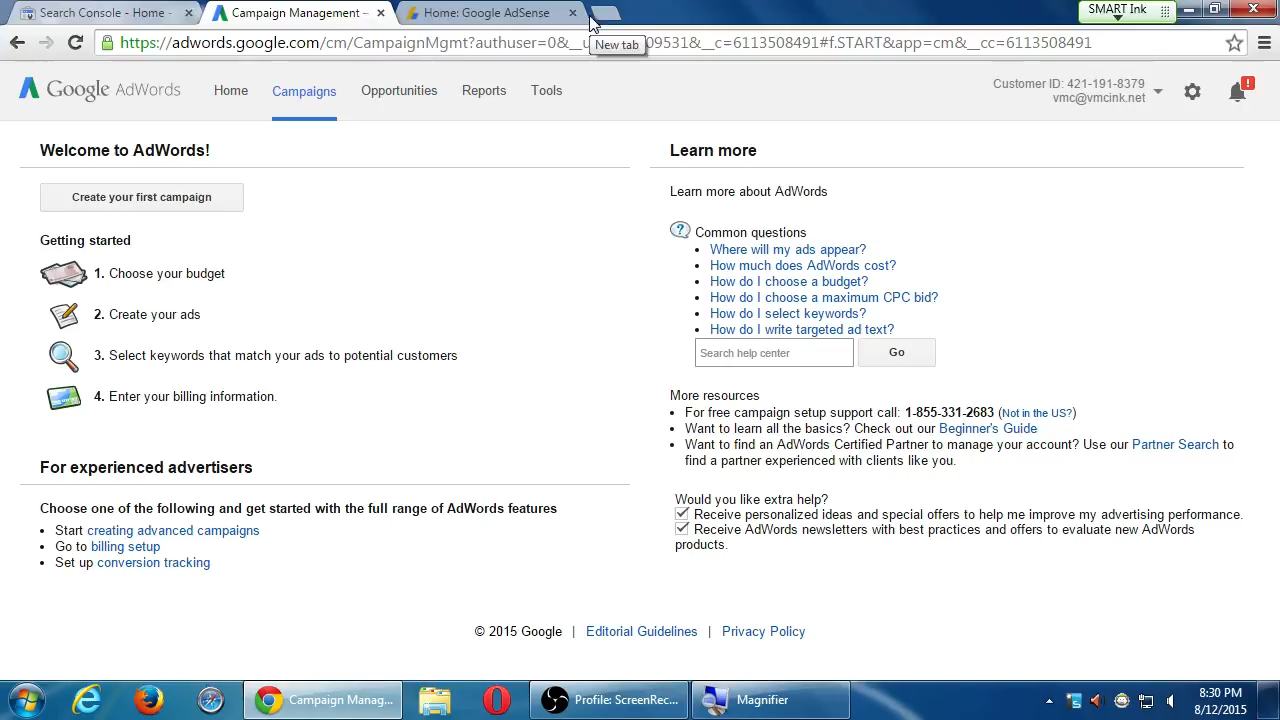 Search Console - Home -
Campaign Management –
Home: Google AdSense
SMART Ink
https://adwords.google.com/cm/CampaignMgmt?authuser=0&__u 09531&__c=6113508491#f.START&app=cm&__cc=6113508491
New tab
Google AdWords
Home
Campaigns
Opportunities
Reports
Tools
Customer ID: 421-191-8379
vmc@vmcink.net
!
Welcome to AdWords!
Create your first campaign
Getting started
1. Choose your budget
2. Create your ads
3. Select keywords that match your ads to potential customers
4. Enter your billing information.
For experienced advertisers
Choose one of the following and get started with the full range of AdWords features
Start creating advanced campaigns
Go to billing setup
Set up conversion tracking
Learn more
Learn more about AdWords
? Common questions
Where will my ads appear?
How much does AdWords cost?
How do I choose a budget?
How do I choose a maximum CPC bid?
How do I select keywords?
How do I write targeted ad text?
Search help center
Go
More resources
For free campaign setup support call: 1-855-331-2683 (Not in the US?)
Want to learn all the basics? Check out our Beginner's Guide
Want to find an AdWords Certified Partner to manage your account? Use our Partner Search to
find a partner experienced with clients like you.
Would you like extra help?
Receive personalized ideas and special offers to help me improve my advertising performance.
Receive AdWords newsletters with best practices and offers to evaluate new AdWords
products.
© 2015 Google | Editorial Guidelines | Privacy Policy
Campaign Manag...
Profile: ScreenRec...
Magnifier
8:30 PM
8/12/2015